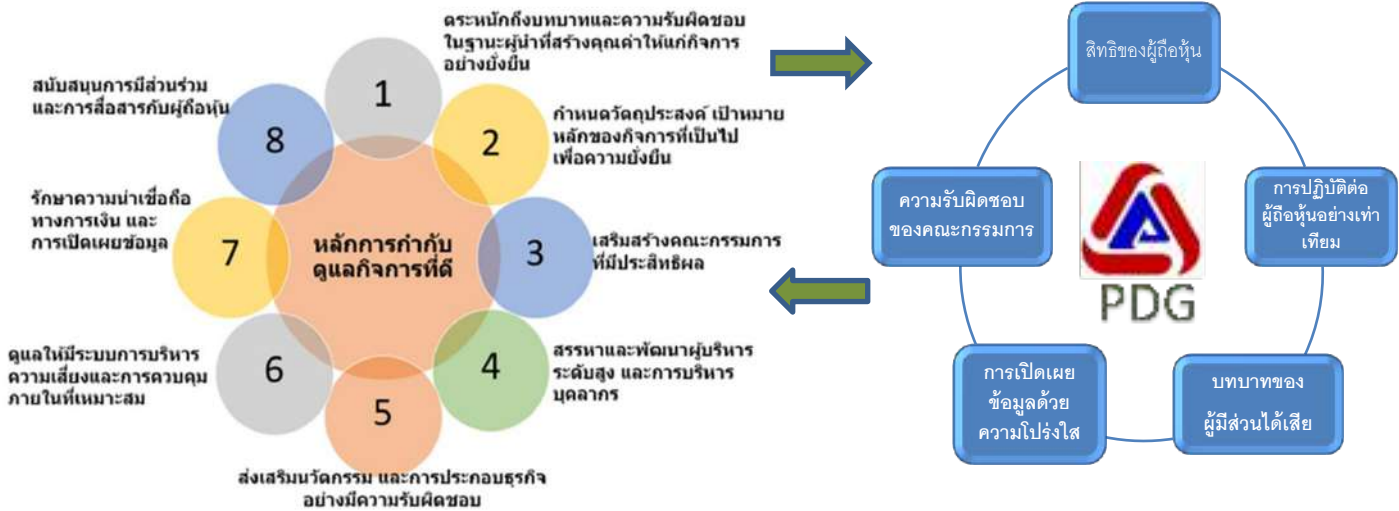 ตระหนักถึงบทบาทและความรับผิดชอบ
ในฐานะผู้นำที่สร้างคุณค่าให้แก่กิจการ
อย่างยั่งยืน
1
กำหนดวัตถุประสงค์ เป้าหมาย
หลักของกิจการที่เป็นไป
เพื่อความยั่งยืน
2
เสริมสร้างคณะกรรมการ
ที่มีประสิทธิผล
3
สรรหาและพัฒนาผู้บริหาร
ระดับสูง และการบริหาร
บุคลากร
4
5
ส่งเสริมนวัตกรรม และการประกอบธุรกิจ
อย่างมีความรับผิดชอบ
ดูแลให้มีระบบการบริหาร
ความเสี่ยงและการควบคุม
ภายในที่เหมาะสม
6
รักษาความน่าเชื่อถือ
ทางการเงิน และ
การเปิดเผยข้อมูล
7
สนับสนุนการมีส่วนร่วม
และการสื่อสารกับผู้ถือหุ้น
8
หลักการกำกับ
ดูแลกิจการที่ดี
สิทธิของผู้ถือหุ้น
การปฏิบัติต่อ
ผู้ถือหุ้นอย่างเท่า
เทียม
บทบาทของ
ผู้มีส่วนได้เสีย
การเปิดเผย
ข้อมูลด้วย
ความโปร่งใส
ความรับผิดชอบ
ของคณะกรรมการ
PDG